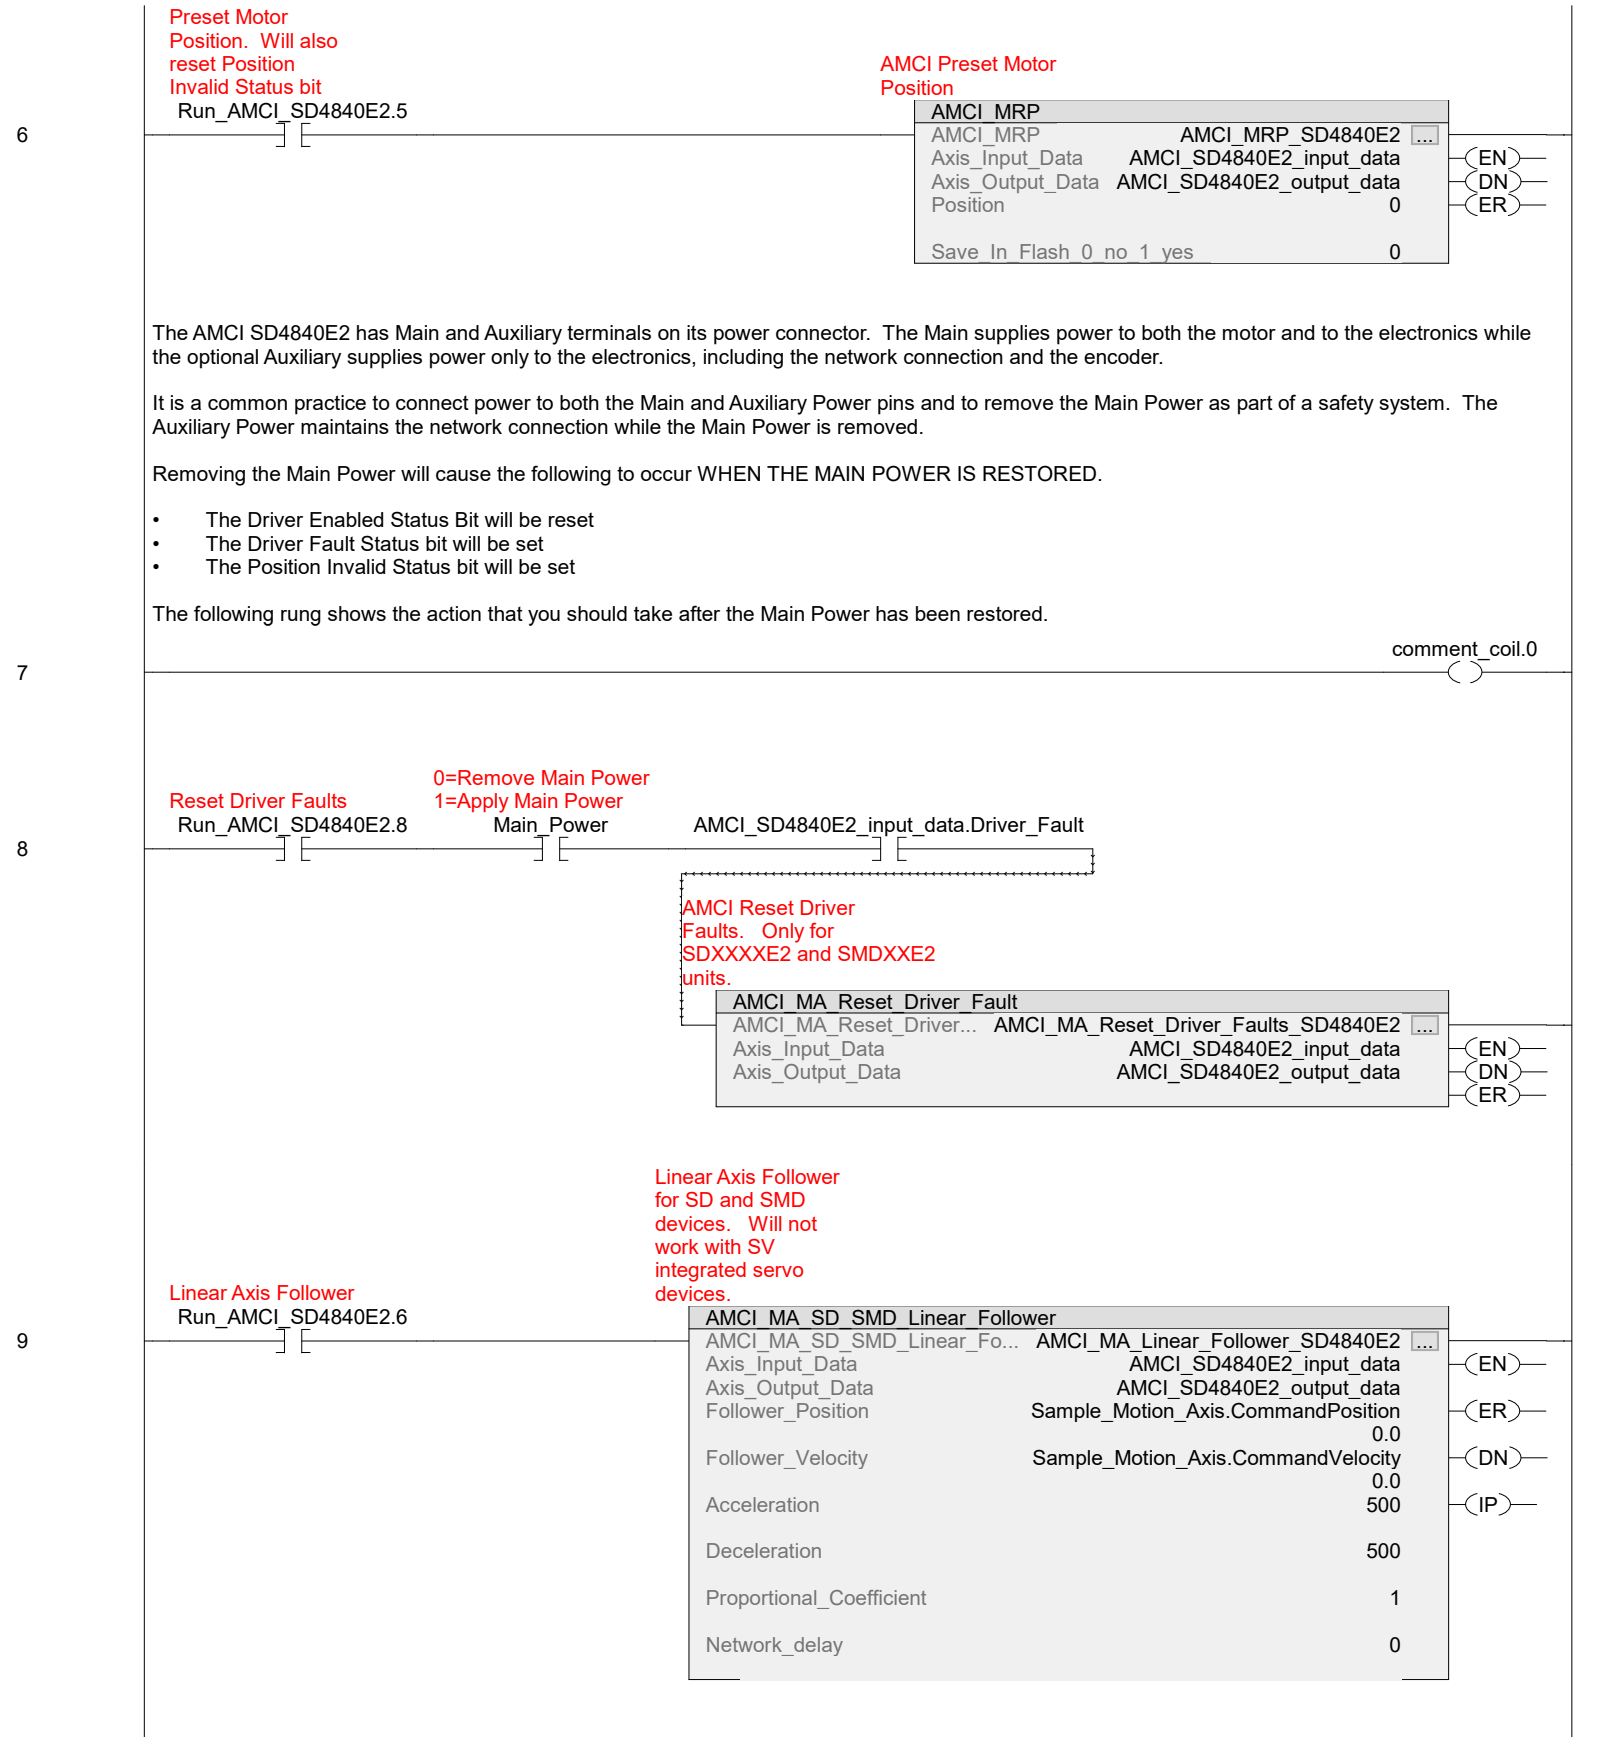 Preset Motor
Position.  Will also
reset Position
Invalid Status bit
Run_AMCI_SD4840E2.5
AMCI Preset Motor
Position
6
AMCI_MRP
AMCI_MRP AMCI_MRP_SD4840E2 ...
Axis_Input_Data AMCI_SD4840E2_input_data (EN)
Axis_Output_Data AMCI_SD4840E2_output_data (DN)
Position 0 (ER)
Save_In_Flash_0_no_1_yes 0
The AMCI SD4840E2 has Main and Auxiliary terminals on its power connector.  The Main supplies power to both the motor and to the electronics while
the optional Auxiliary supplies power only to the electronics, including the network connection and the encoder.
It is a common practice to connect power to both the Main and Auxiliary Power pins and to remove the Main Power as part of a safety system.  The
Auxiliary Power maintains the network connection while the Main Power is removed.
Removing the Main Power will cause the following to occur WHEN THE MAIN POWER IS RESTORED.
• The Driver Enabled Status Bit will be reset
• The Driver Fault Status bit will be set
• The Position Invalid Status bit will be set
The following rung shows the action that you should take after the Main Power has been restored.
comment_coil.0
7
Reset Driver Faults
Run_AMCI_SD4840E2.8
0=Remove Main Power
1=Apply Main Power
Main_Power
AMCI_SD4840E2_input_data.Driver_Fault
8
AMCI Reset Driver
Faults.   Only for
SDXXXXE2 and SMDXXE2
units.
AMCI_MA_Reset_Driver_Fault
AMCI_MA_Reset_Driver... AMCI_MA_Reset_Driver_Faults_SD4840E2 ...
Axis_Input_Data AMCI_SD4840E2_input_data (EN)
Axis_Output_Data AMCI_SD4840E2_output_data (DN)
(ER)
Linear Axis Follower
for SD and SMD
devices.   Will not
work with SV
integrated servo
devices.
Linear Axis Follower
Run_AMCI_SD4840E2.6
9
AMCI_MA_SD_SMD_Linear_Follower
AMCI_MA_SD_SMD_Linear_Fo... AMCI_MA_Linear_Follower_SD4840E2 ...
Axis_Input_Data AMCI_SD4840E2_input_data (EN)
Axis_Output_Data AMCI_SD4840E2_output_data
Follower_Position Sample_Motion_Axis.CommandPosition (ER)
0.0
Follower_Velocity Sample_Motion_Axis.CommandVelocity (DN)
0.0
Acceleration 500 (IP)
Deceleration 500
Proportional_Coefficient 1
Network_delay 0